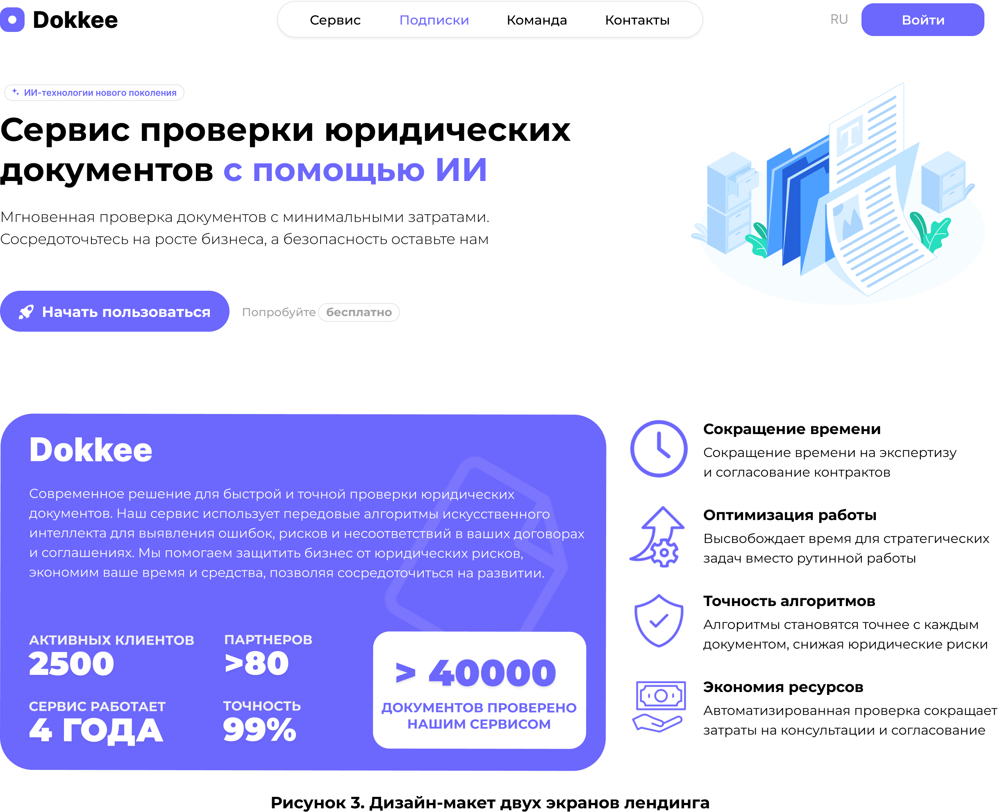 Dokkee
Сервис Подписки Команда Контакты
RU Войти
ИИ-технологии нового поколения
Сервис проверки юридических
документов с помощью ИИ
Мгновенная проверка документов с минимальными затратами.
Сосредоточьтесь на росте бизнеса, а безопасность оставьте нам
Начать пользоваться
Попробуйте бесплатно
T
Dokkee
Современное решение для быстрой и точной проверки юридических
документов. Наш сервис использует передовые алгоритмы искусственного
интеллекта для выявления ошибок, рисков и несоответствий в ваших договорах
и соглашениях. Мы помогаем защитить бизнес от юридических рисков,
экономим ваше время и средства, позволяя сосредоточиться на развитии.
АКТИВНЫХ КЛИЕНТОВ
2500
ПАРТНЕРОВ
>80
СЕРВИС РАБОТАЕТ
4 ГОДА
ТОЧНОСТЬ
99%
> 40000
ДОКУМЕНТОВ ПРОВЕРЕНО
НАШИМ СЕРВИСОМ
Сокращение времени
Сокращение времени на экспертизу
и согласование контрактов
Оптимизация работы
Высвобождает время для стратегических
задач вместо рутинной работы
Точность алгоритмов
Алгоритмы становятся точнее с каждым
документом, снижая юридические риски
Экономия ресурсов
Автоматизированная проверка сокращает
затраты на консультации и согласование
Рисунок 3. Дизайн-макет двух экранов лендинга